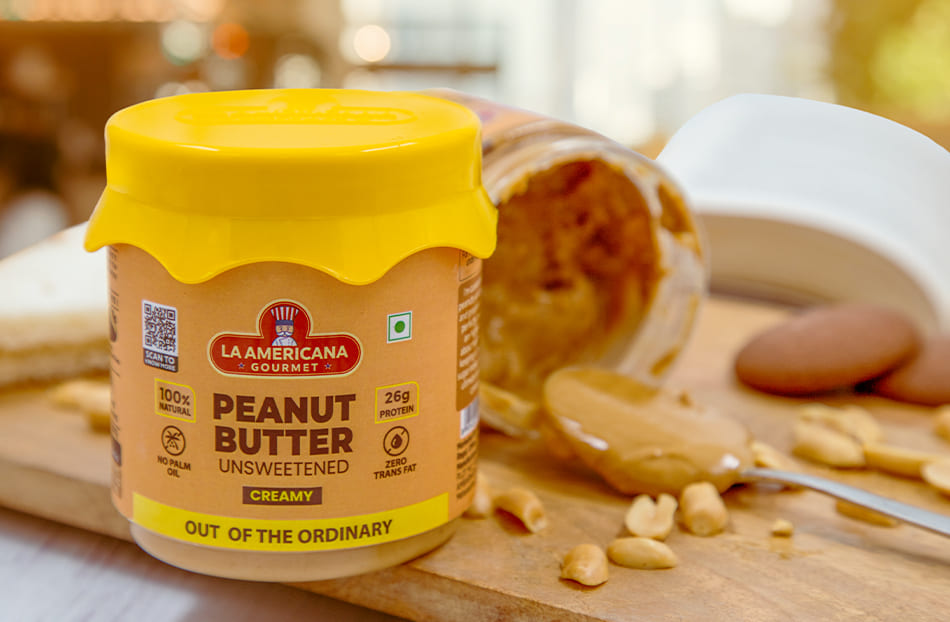 SCAN TO
KNOW MORE
LA AMERICANA
GOURMET
100%
NATURAL
26g
PROTEIN
PEANUT
BUTTER
UNSWEETENED
NO PALM
OIL
ZERO
TRANS FAT
CREAMY
OUT OF THE ORDINARY